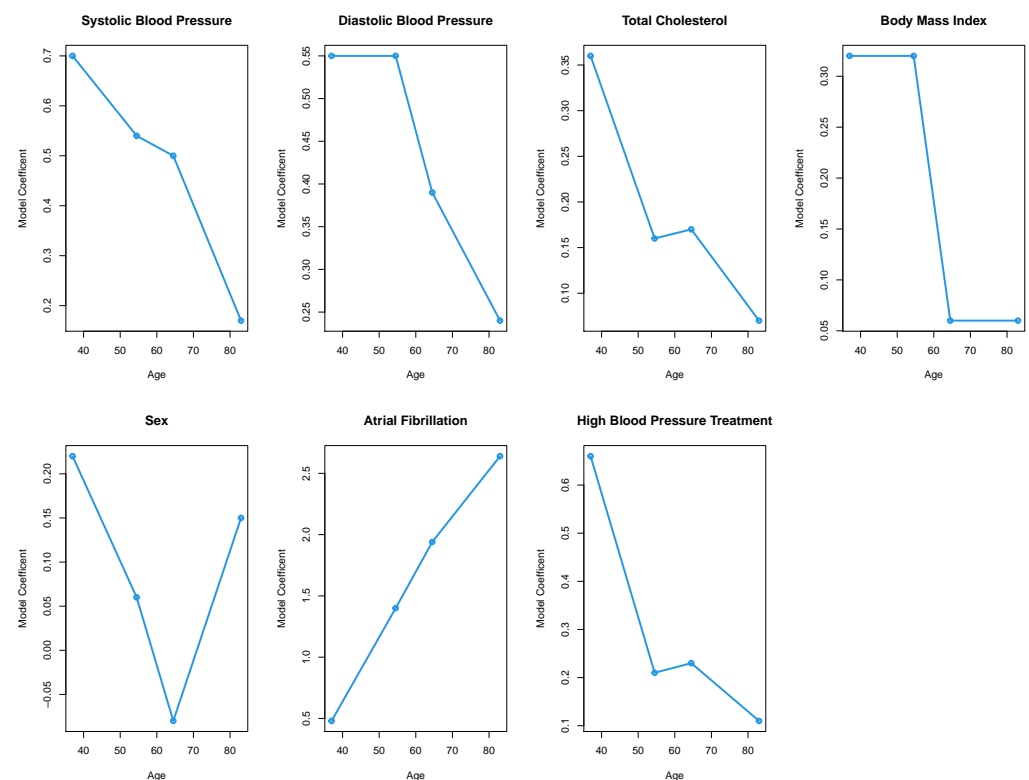 Systolic Blood Pressure
Model Coefficent
0.2 0.3 0.4 0.5 0.6 0.7
40 50 60 70 80
Age
Diastolic Blood Pressure
Model Coefficent
0.25 0.30 0.35 0.40 0.45 0.50 0.55
40 50 60 70 80
Age
Total Cholesterol
Model Coefficent
0.10 0.15 0.20 0.25 0.30 0.35
40 50 60 70 80
Age
Body Mass Index
Model Coefficent
0.05 0.10 0.15 0.20 0.25 0.30
40 50 60 70 80
Age
Sex
Model Coefficent
−0.05 0.00 0.05 0.10 0.15 0.20
40 50 60 70 80
Age
Atrial Fibrillation
Model Coefficent
0.5 1.0 1.5 2.0 2.5
40 50 60 70 80
Age
High Blood Pressure Treatment
Model Coefficent
0.1 0.2 0.3 0.4 0.5 0.6
40 50 60 70 80
Age